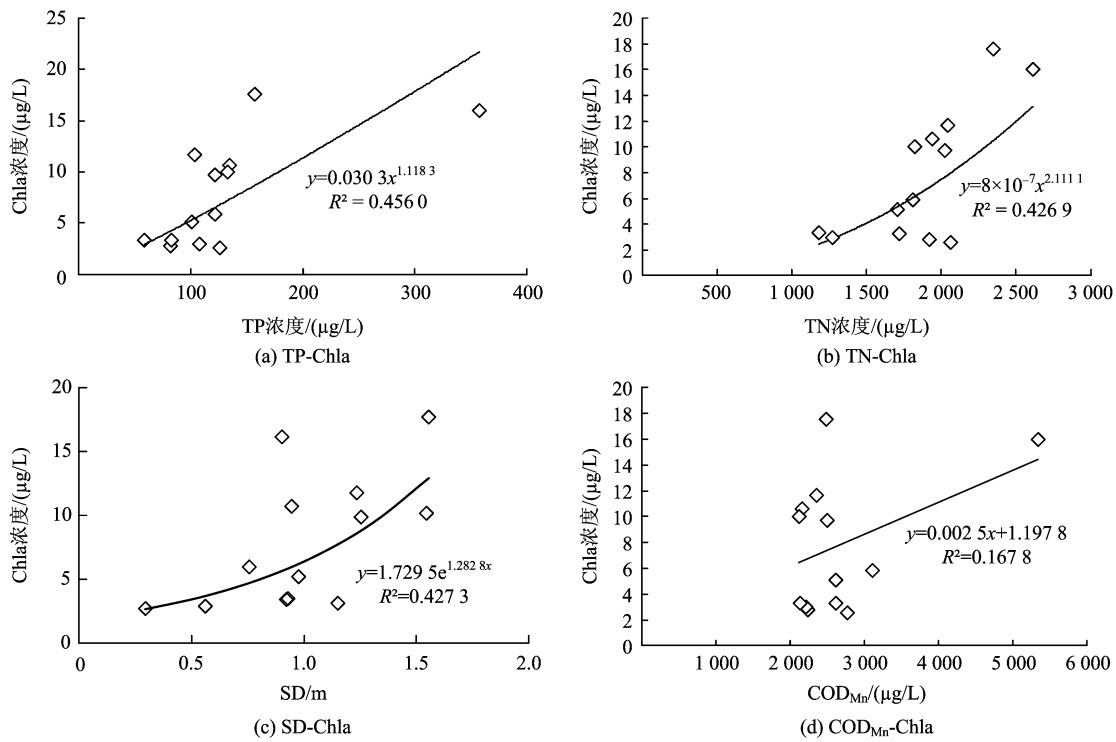 25
20
15
10
5
0
Chla浓度/(μg/L)
y=0.030 3x^1.118 3
R² = 0.456 0
100 200 300 400
TP浓度/(μg/L)
(a) TP-Chla
20
18
16
14
12
10
8
6
4
2
0
Chla浓度/(μg/L)
y=8×10^-7x^2.111 1
R² = 0.426 9
500 1 000 1 500 2 000 2 500 3 000
TN浓度/(μg/L)
(b) TN-Chla
20
15
10
5
0
Chla浓度/(μg/L)
y=1.729 5e^1.282 8x
R²=0.427 3
0 0.5 1.0 1.5 2.0
SD/m
(c) SD-Chla
20
18
16
14
12
10
8
6
4
2
0
Chla浓度/(μg/L)
y=0.002 5x+1.197 8
R²=0.167 8
1 000 2 000 3 000 4 000 5 000 6 000
COD_Mn/(μg/L)
(d) COD_Mn-Chla